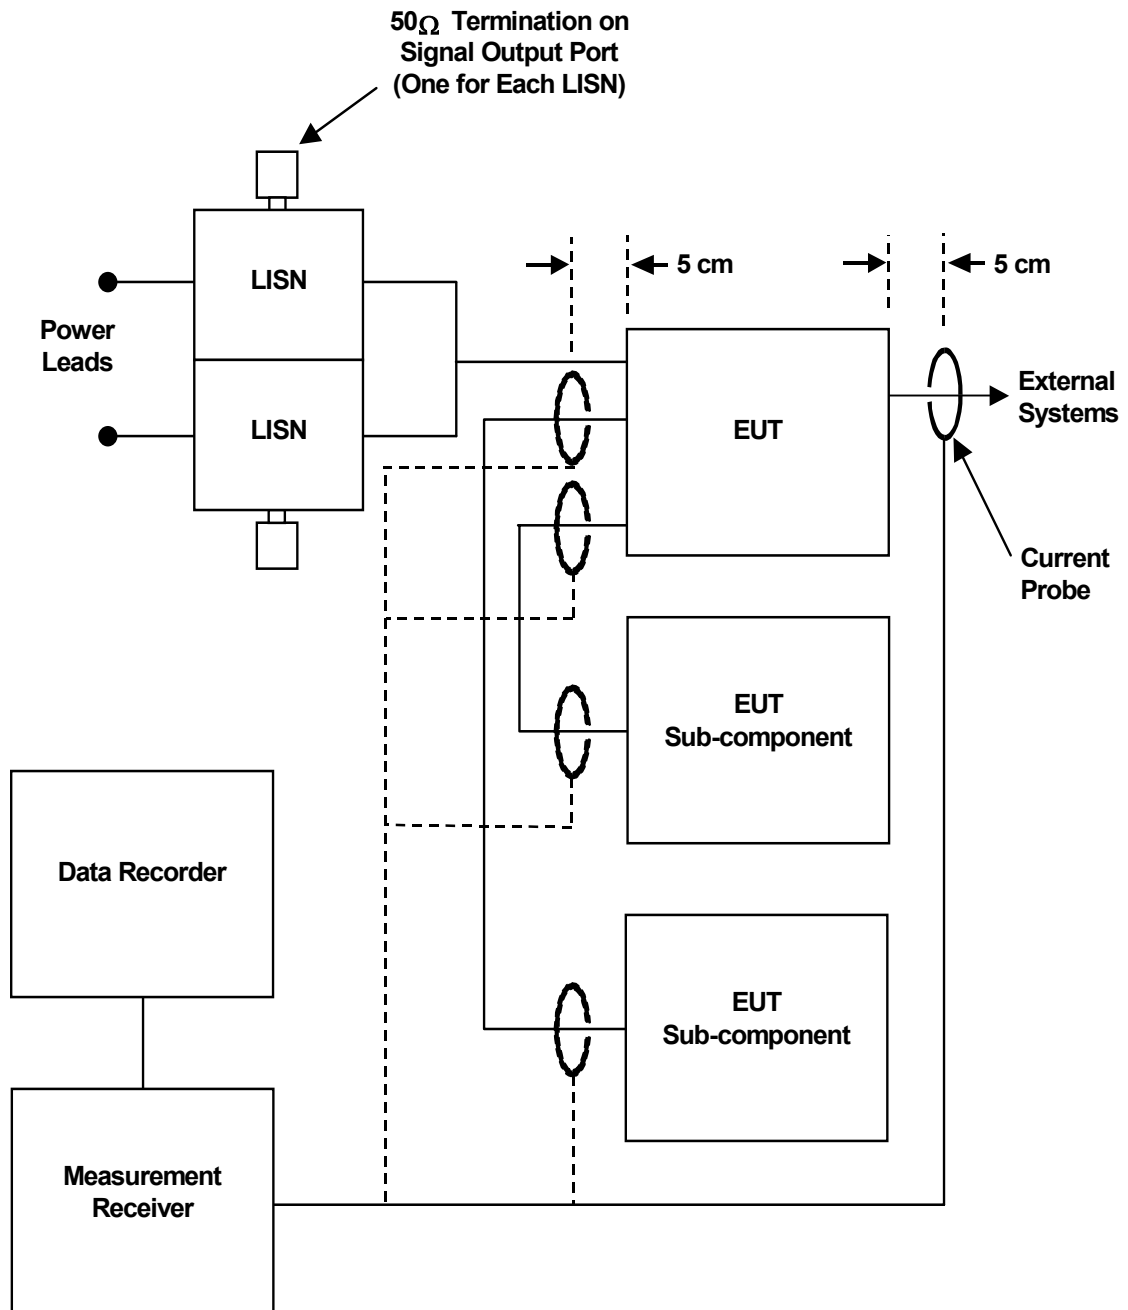 50Ω Termination on
Signal Output Port
(One for Each LISN)
LISN
5 cm
5 cm
Power
Leads
LISN
EUT
External
Systems
Current
Probe
EUT
Sub-component
Data Recorder
EUT
Sub-component
Measurement
Receiver